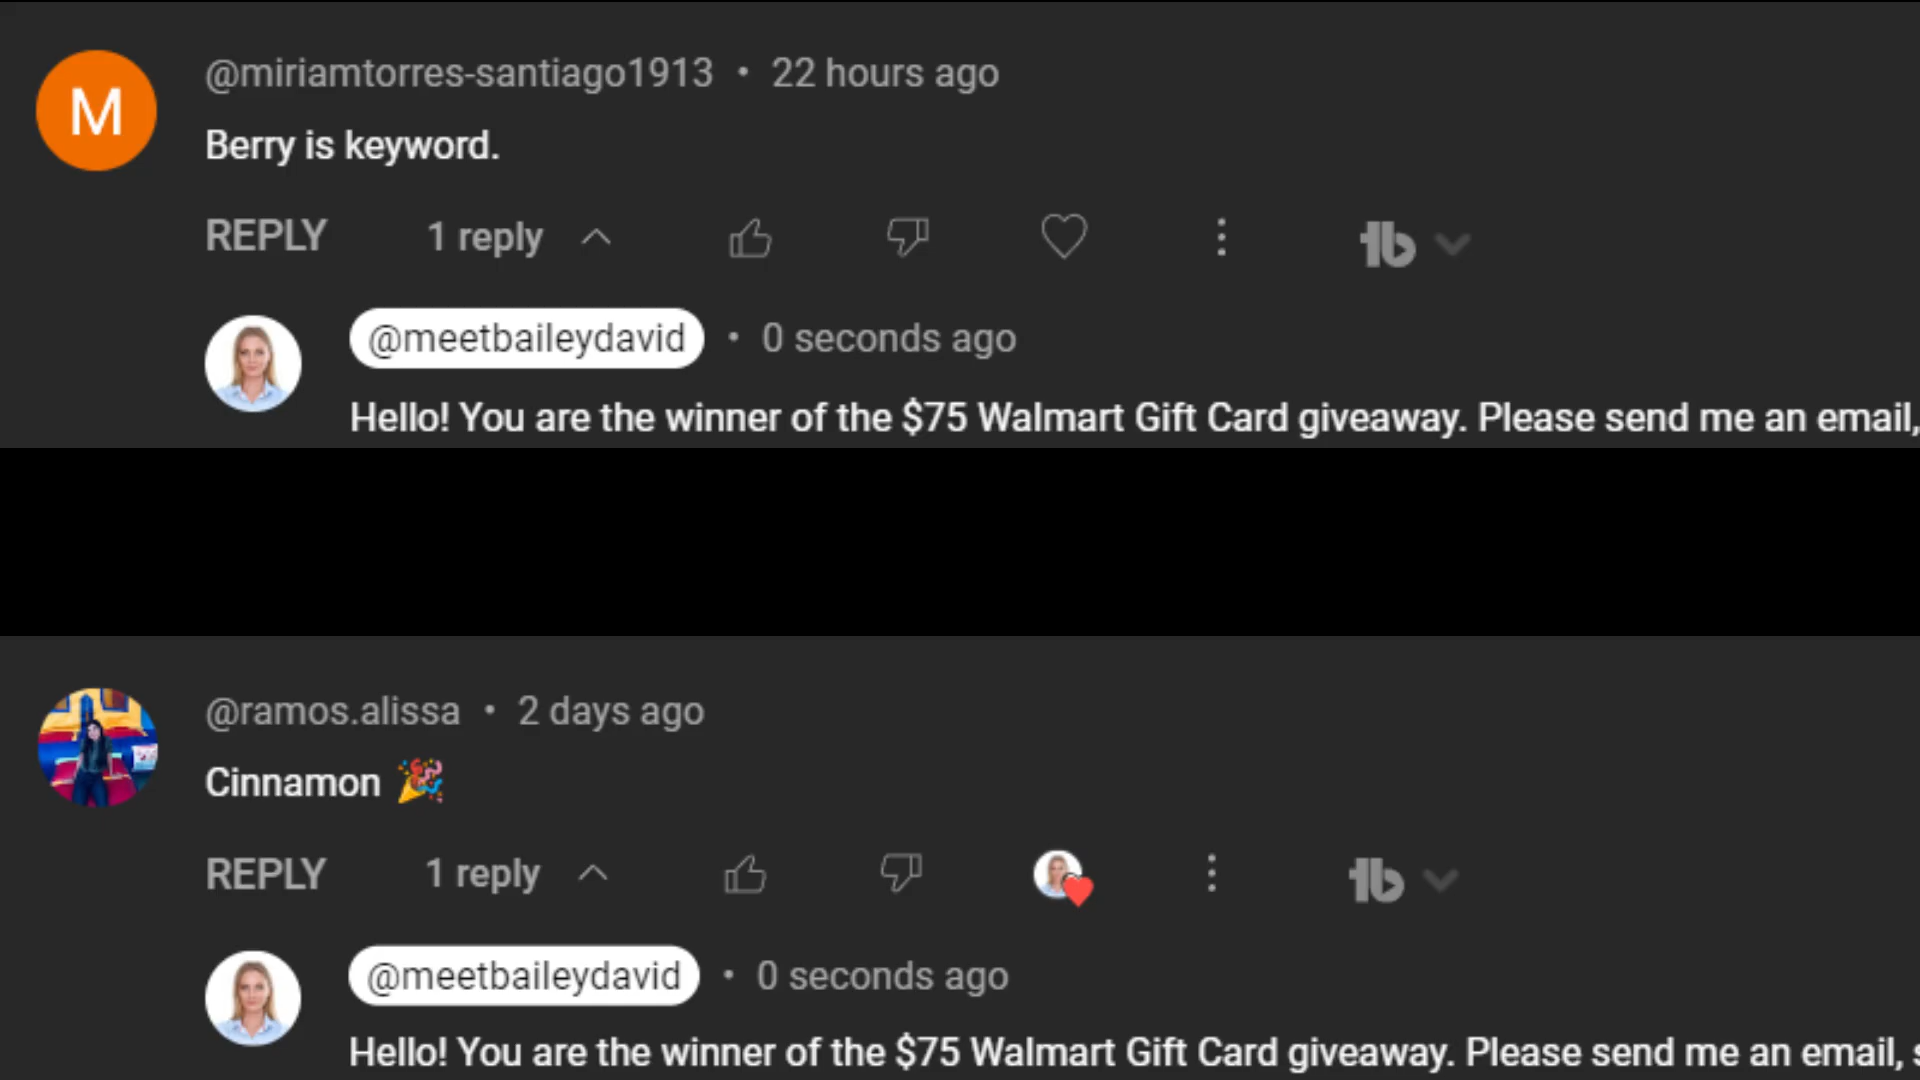 M
@miriamtorres-santiago1913 • 22 hours ago
Berry is keyword.
REPLY 1 reply
tb
@meetbaileydavid • 0 seconds ago
Hello! You are the winner of the $75 Walmart Gift Card giveaway. Please send me an email,
@ramos.alissa • 2 days ago
Cinnamon 🎉
REPLY 1 reply
tb
@meetbaileydavid • 0 seconds ago
Hello! You are the winner of the $75 Walmart Gift Card giveaway. Please send me an email, s